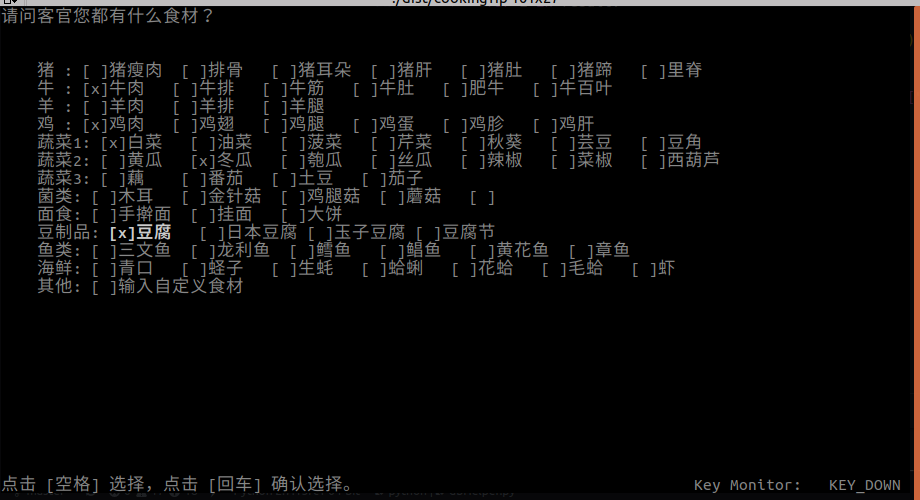 ./dist/cookingTip 101x27
请问客官您都有什么食材？
猪 : [ ]猪瘦肉 [ ]排骨 [ ]猪耳朵 [ ]猪肝 [ ]猪肚 [ ]猪蹄 [ ]里脊
牛 : [x]牛肉 [ ]牛排 [ ]牛筋 [ ]牛肚 [ ]肥牛 [ ]牛百叶
羊 : [ ]羊肉 [ ]羊排 [ ]羊腿
鸡 : [x]鸡肉 [ ]鸡翅 [ ]鸡腿 [ ]鸡蛋 [ ]鸡胗 [ ]鸡肝
蔬菜1: [x]白菜 [ ]油菜 [ ]菠菜 [ ]芹菜 [ ]秋葵 [ ]芸豆 [ ]豆角
蔬菜2: [ ]黄瓜 [x]冬瓜 [ ]匏瓜 [ ]丝瓜 [ ]辣椒 [ ]菜椒 [ ]西葫芦
蔬菜3: [ ]藕 [ ]番茄 [ ]土豆 [ ]茄子
菌类: [ ]木耳 [ ]金针菇 [ ]鸡腿菇 [ ]蘑菇 [ ]
面食: [ ]手擀面 [ ]挂面 [ ]大饼
豆制品: [x]豆腐 [ ]日本豆腐 [ ]玉子豆腐 [ ]豆腐节
鱼类: [ ]三文鱼 [ ]龙利鱼 [ ]鳕鱼 [ ]鲳鱼 [ ]黄花鱼 [ ]章鱼
海鲜: [ ]青口 [ ]蛏子 [ ]生蚝 [ ]蛤蜊 [ ]花蛤 [ ]毛蛤 [ ]虾
其他: [ ]输入自定义食材
点击 [空格] 选择，点击 [回车] 确认选择。 Key Monitor: KEY_DOWN